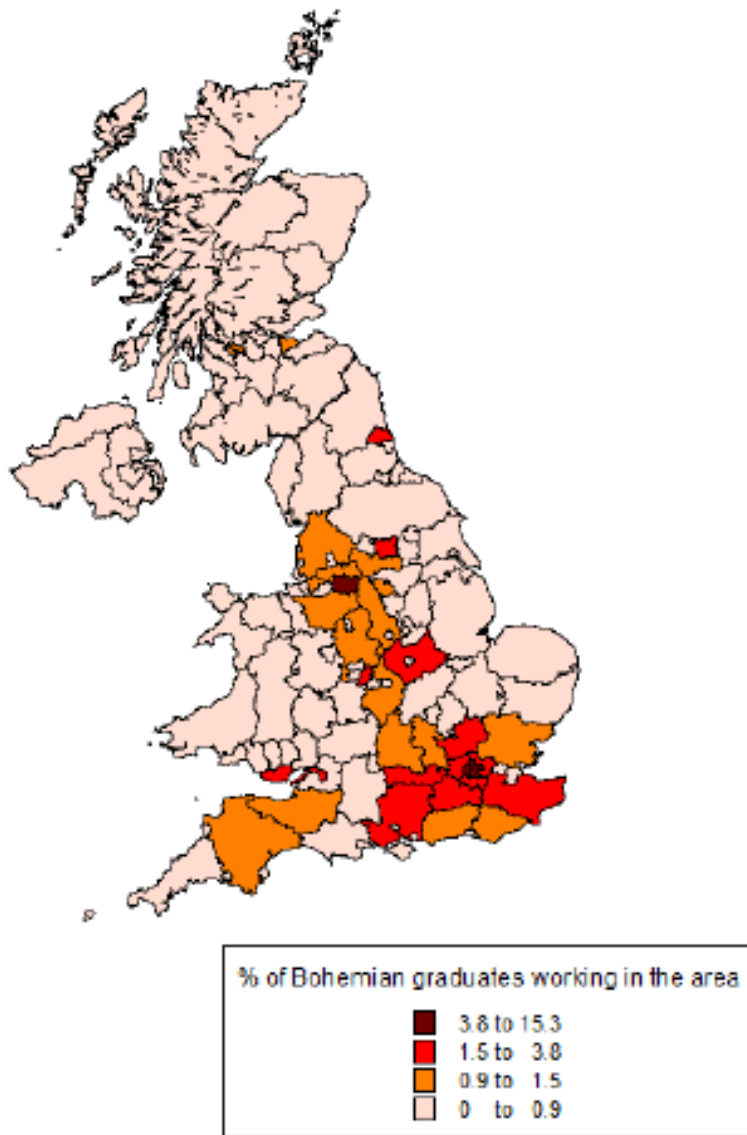 % of Bohemian graduates working in the area
3.8 to 15.3
1.5 to 3.8
0.9 to 1.5
0 to 0.9